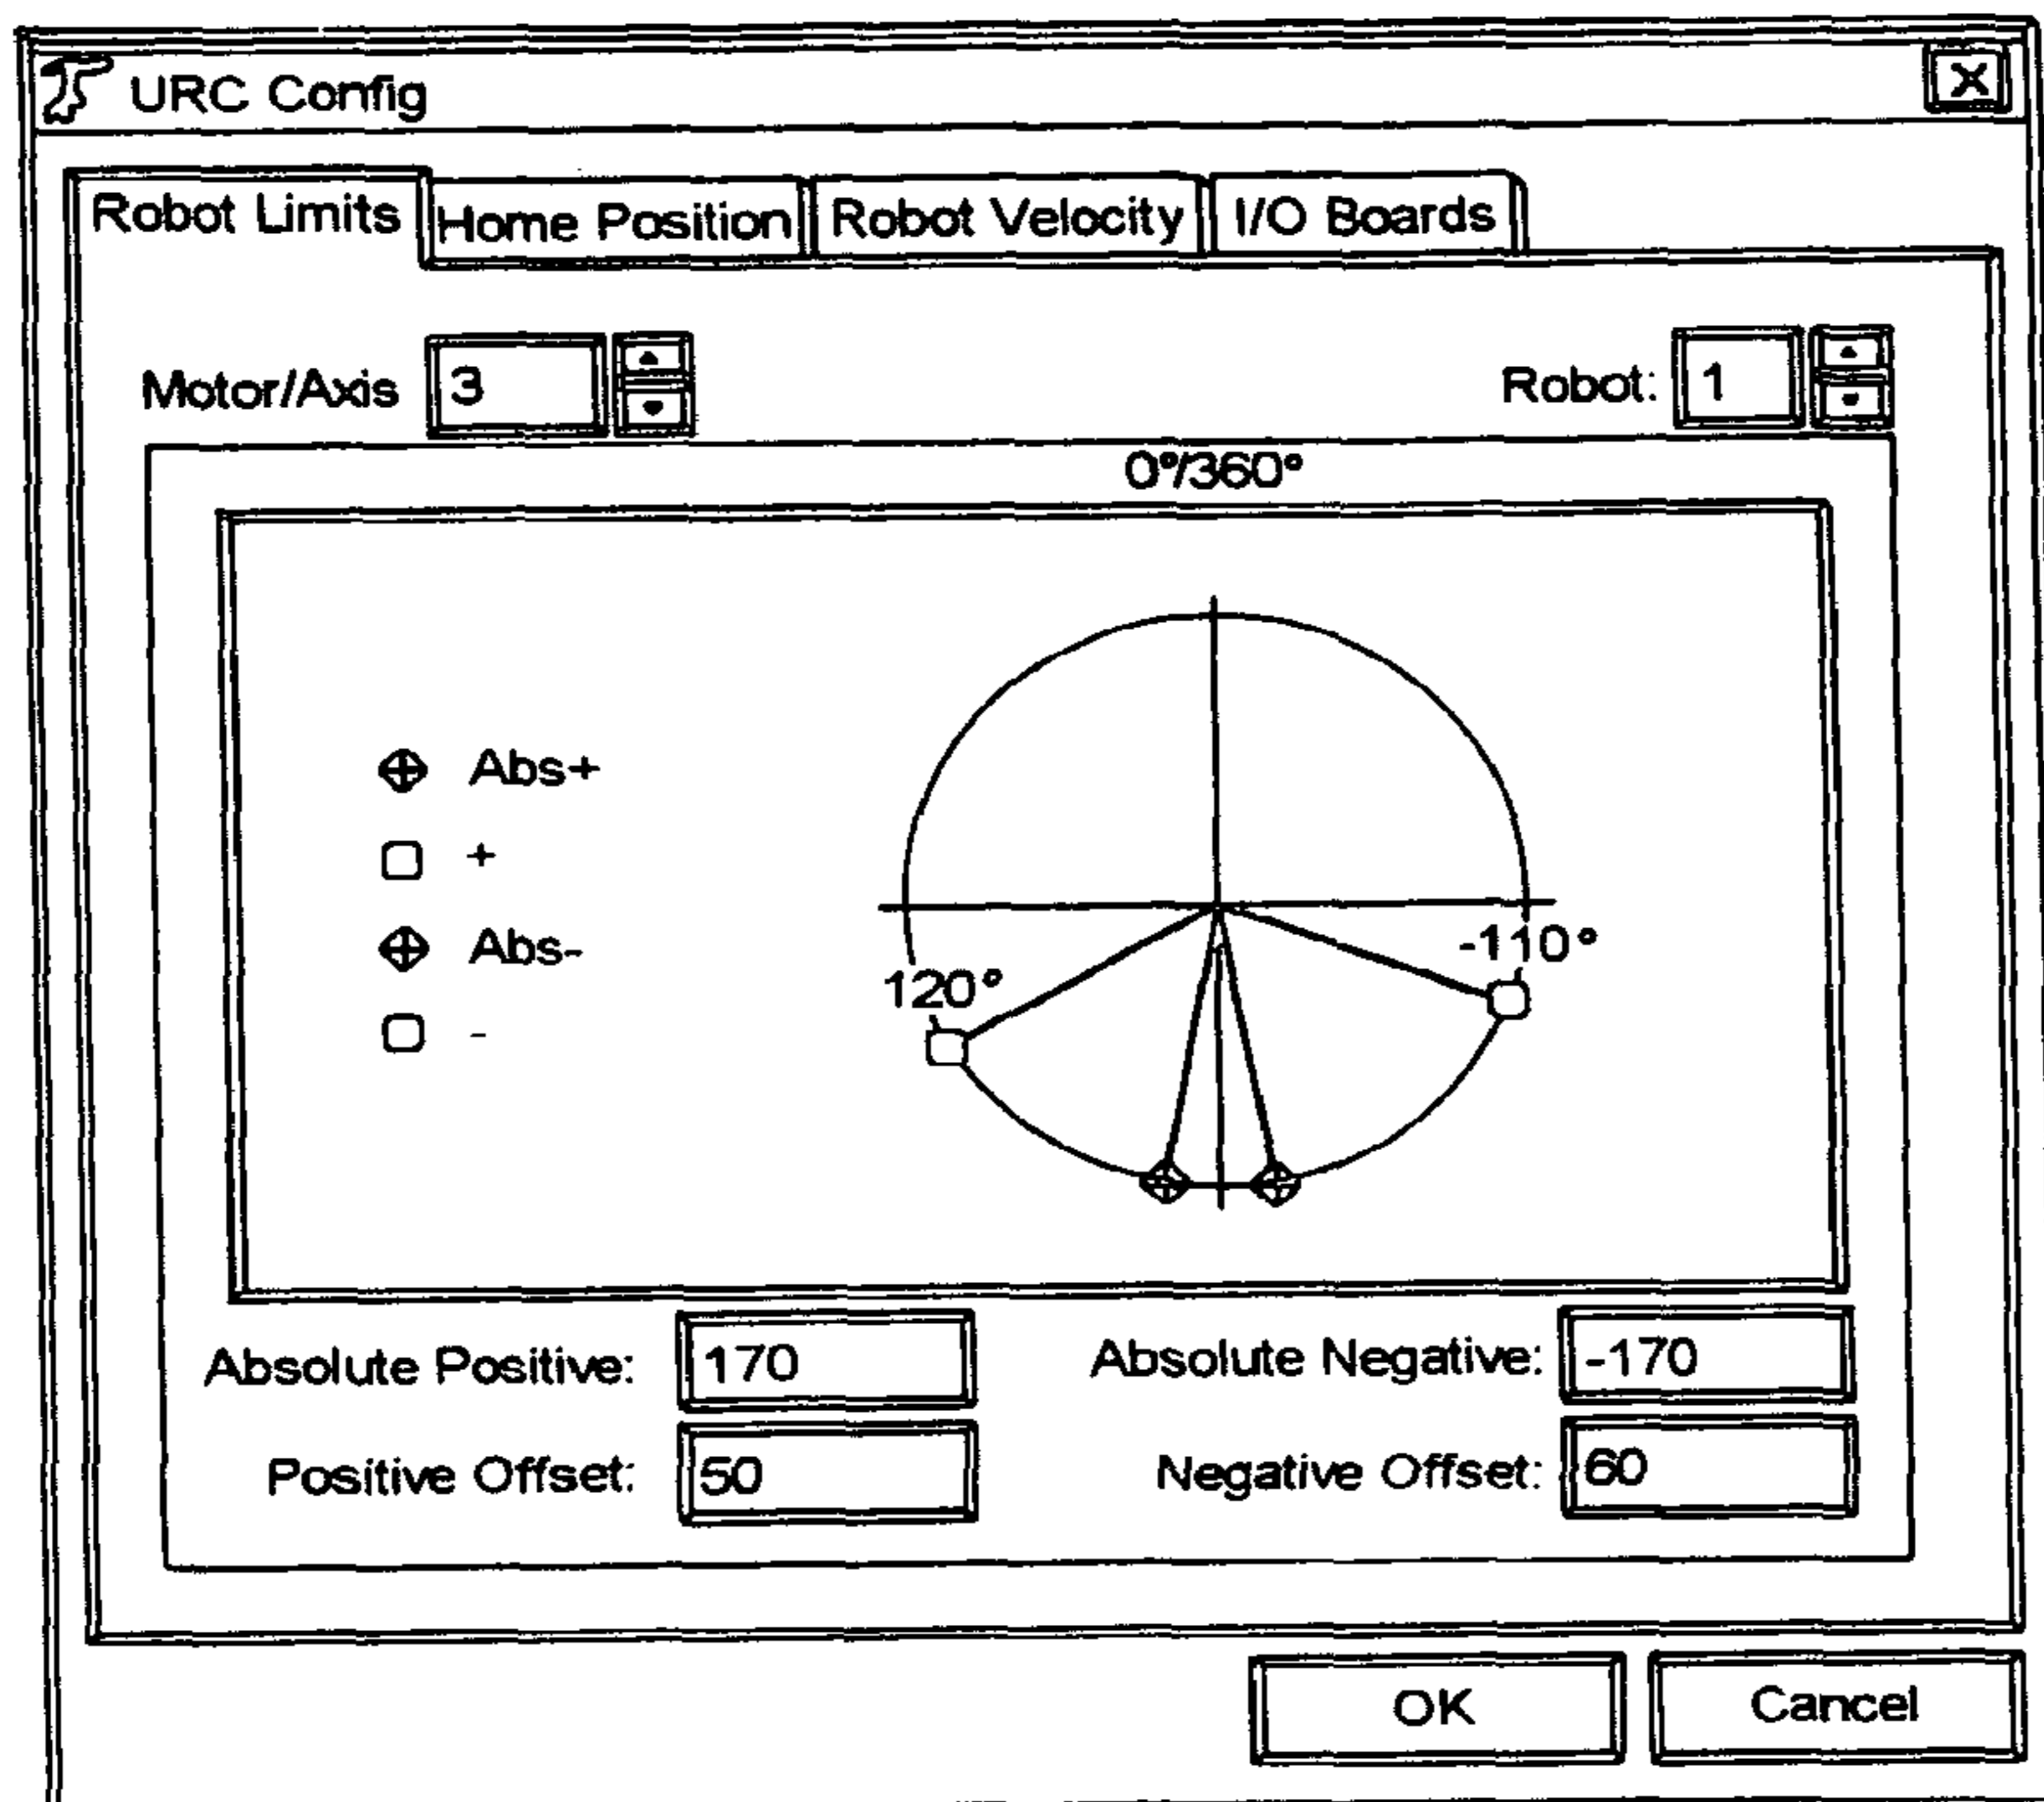 URC Config X
Robot Limits Home Position Robot Velocity I/O Boards
Motor/Axis 3 Robot: 1
0°/360°
Abs+
+
Abs-
-
-110°
120°
Absolute Positive: 170 Absolute Negative: -170
Positive Offset: 50 Negative Offset: 60
OK Cancel